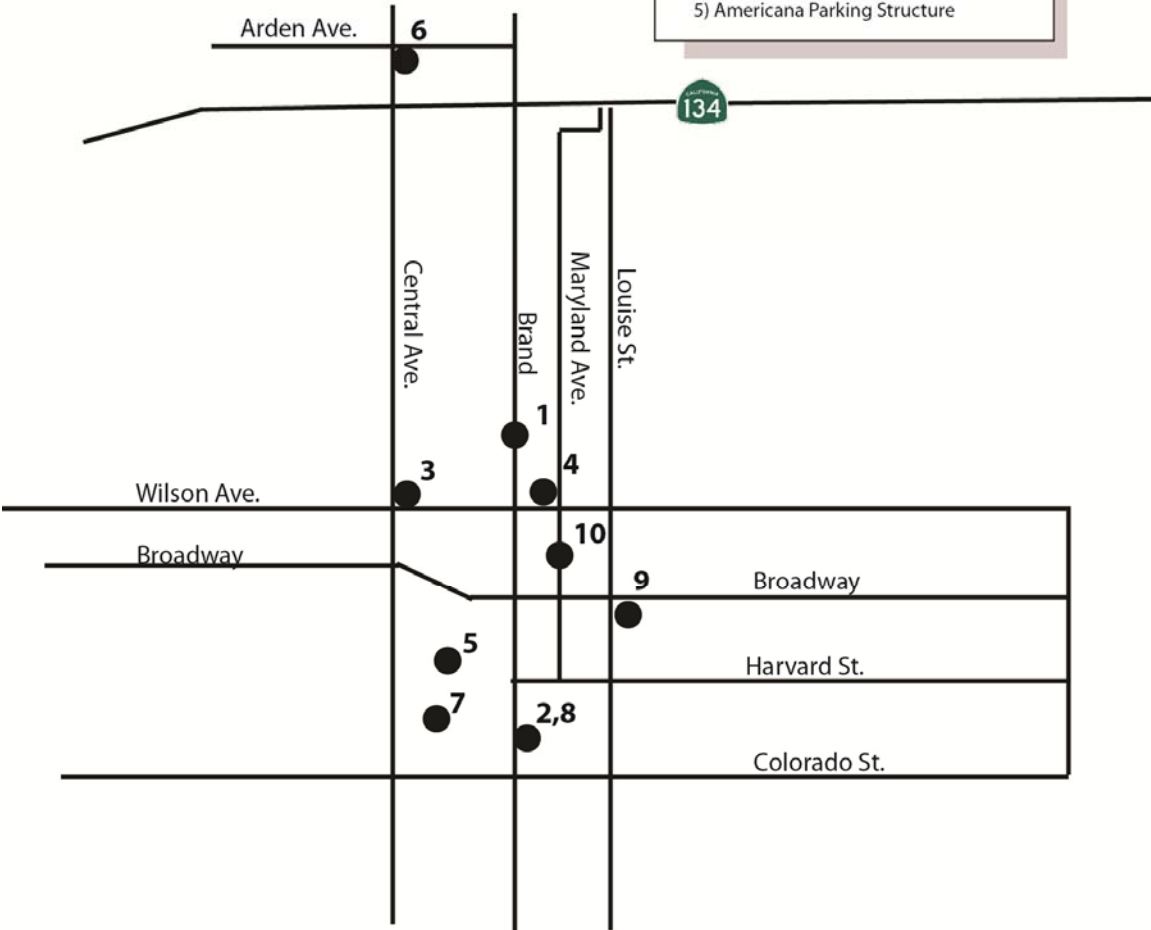 5) Americana Parking Structure
Arden Ave.
6
CALIFORNIA
134
Central Ave.
Brand
Maryland Ave.
Louise St.
1
3
4
Wilson Ave.
10
Broadway
9
Broadway
5
Harvard St.
7
2,8
Colorado St.